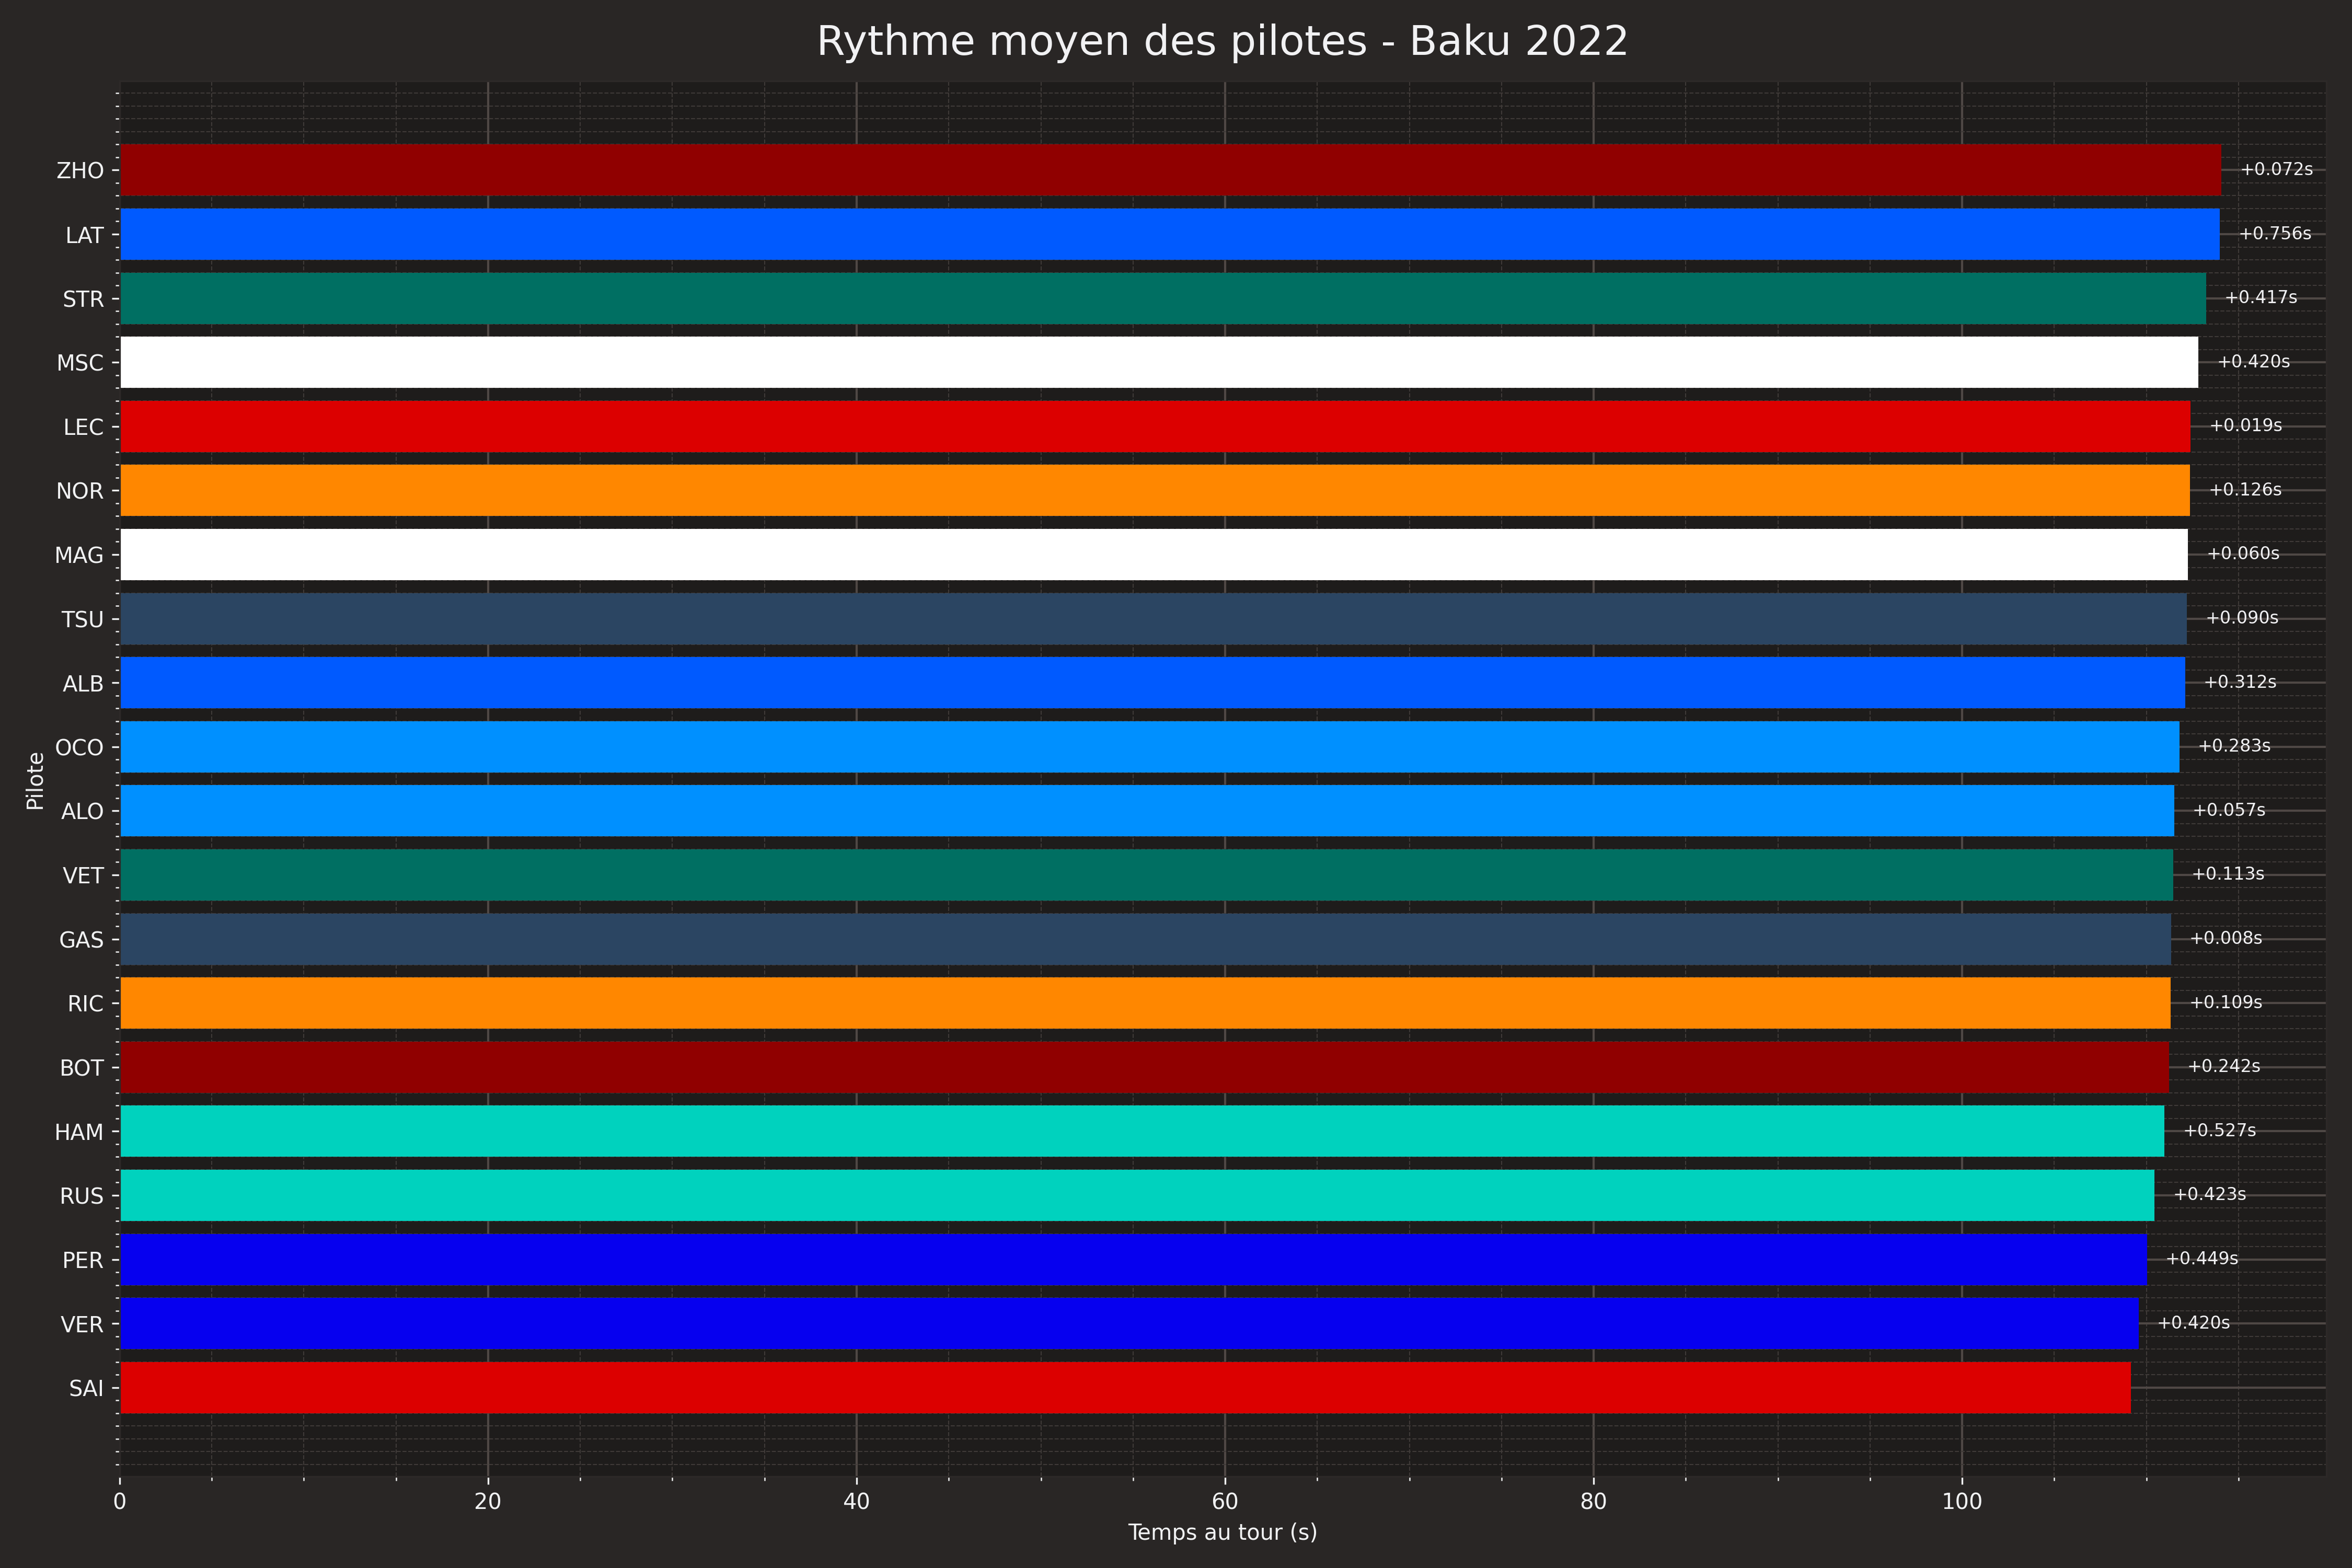 Rythme moyen des pilotes - Baku 2022
Pilote
ZHO +0.072s
LAT +0.756s
STR +0.417s
MSC +0.420s
LEC +0.019s
NOR +0.126s
MAG +0.060s
TSU +0.090s
ALB +0.312s
OCO +0.283s
ALO +0.057s
VET +0.113s
GAS +0.008s
RIC +0.109s
BOT +0.242s
HAM +0.527s
RUS +0.423s
PER +0.449s
VER +0.420s
SAI
0 20 40 60 80 100
Temps au tour (s)